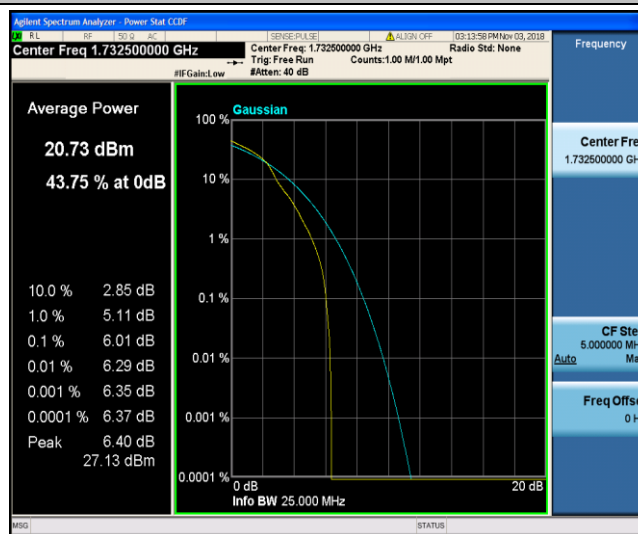 Agilent Spectrum Analyzer - Power Stat CCDF
RL RF 50 Ω AC SENSE:PULSE ALIGN OFF 03:13:58 PM Nov 03, 2018
Center Freq 1.732500000 GHz
Center Freq: 1.732500000 GHz Radio Std: None
Trig: Free Run Counts:1.00 M/1.00 Mpt
#IFGain:Low #Atten: 40 dB
Frequency
Average Power
20.73 dBm
43.75 % at 0dB
10.0 % 2.85 dB
1.0 % 5.11 dB
0.1 % 6.01 dB
0.01 % 6.29 dB
0.001 % 6.35 dB
0.0001 % 6.37 dB
Peak 6.40 dB
27.13 dBm
Gaussian
100 %
10 %
1 %
0.1 %
0.01 %
0.001 %
0.0001 %
0 dB 20 dB
Info BW 25.000 MHz
Center Fre
1.732500000 GH
CF Ste
5.000000 MH
Auto Ma
Freq Offse
0 H
MSG STATUS